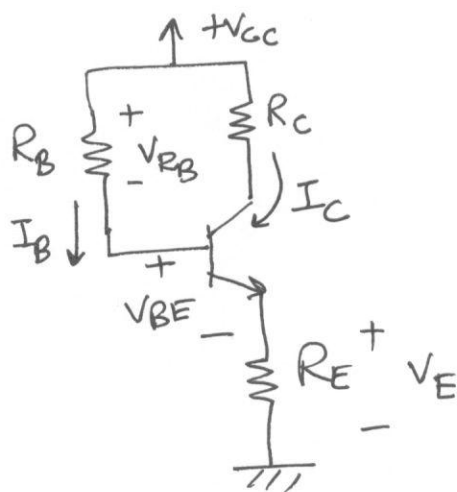 +VCC
RB
+
VRB
-
RC
IB
IC
+
VBE
-
RE
+
VE
-